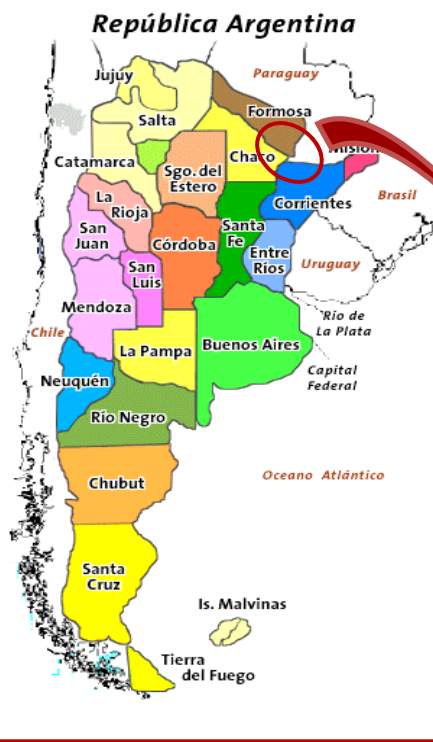 República Argentina
Jujuy
Paraguay
Formosa
Salta
Chaco
Misiones
Catamarca
Sgo. del
Estero
La
Rioja
Corrientes
Brasil
San
Juan
Santa
Fe
Córdoba
Entre
Ríos
San
Luis
Uruguay
Mendoza
Río de
La Plata
Chile
La Pampa
Buenos Aires
Capital
Federal
Neuquén
Río Negro
Chubut
Oceano Atlántico
Santa
Cruz
Is. Malvinas
Tierra
del Fuego